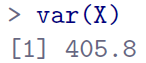 > var(X)
[1] 405.8